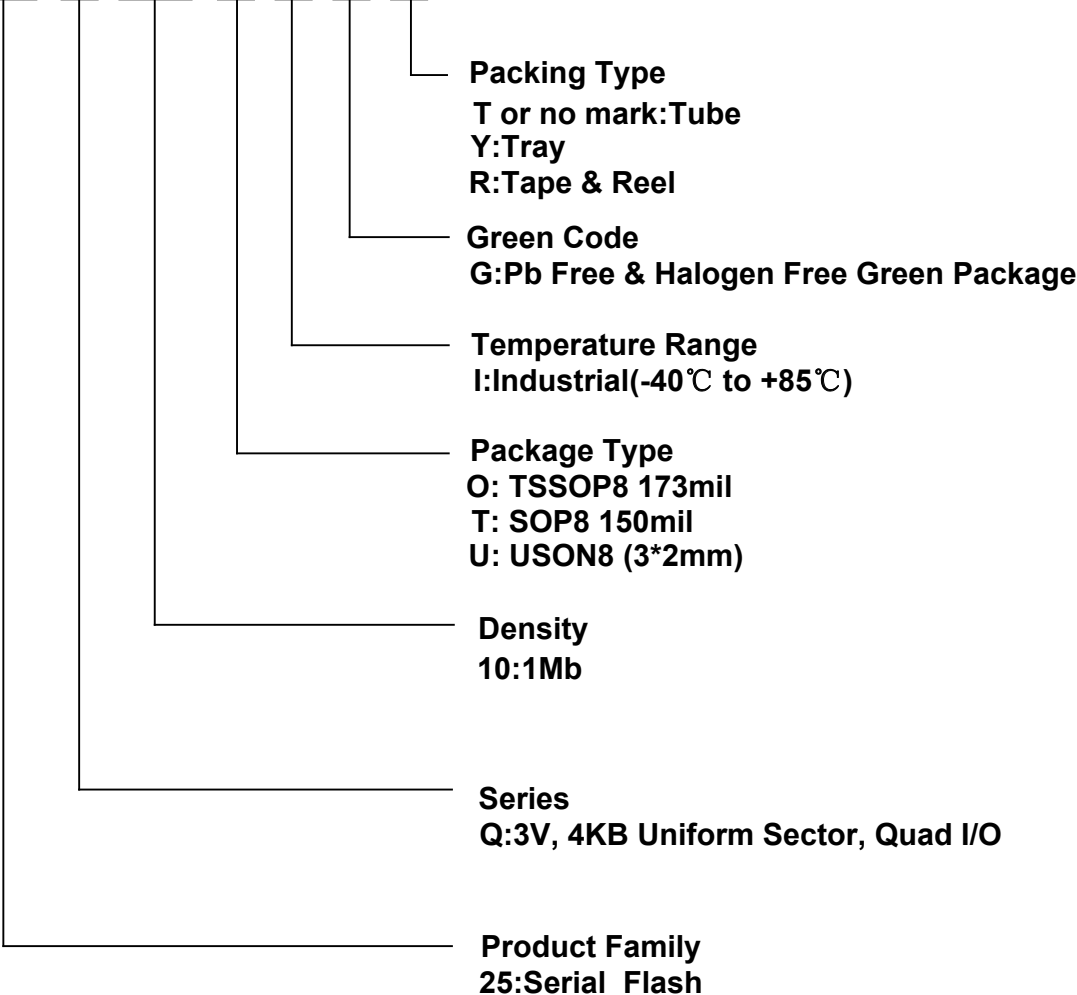 Packing Type
T or no mark:Tube
Y:Tray
R:Tape & Reel
Green Code
G:Pb Free & Halogen Free Green Package
Temperature Range
I:Industrial(-40℃ to +85℃)
Package Type
O: TSSOP8 173mil
T: SOP8 150mil
U: USON8 (3*2mm)
Density
10:1Mb
Series
Q:3V, 4KB Uniform Sector, Quad I/O
Product Family
25:Serial Flash